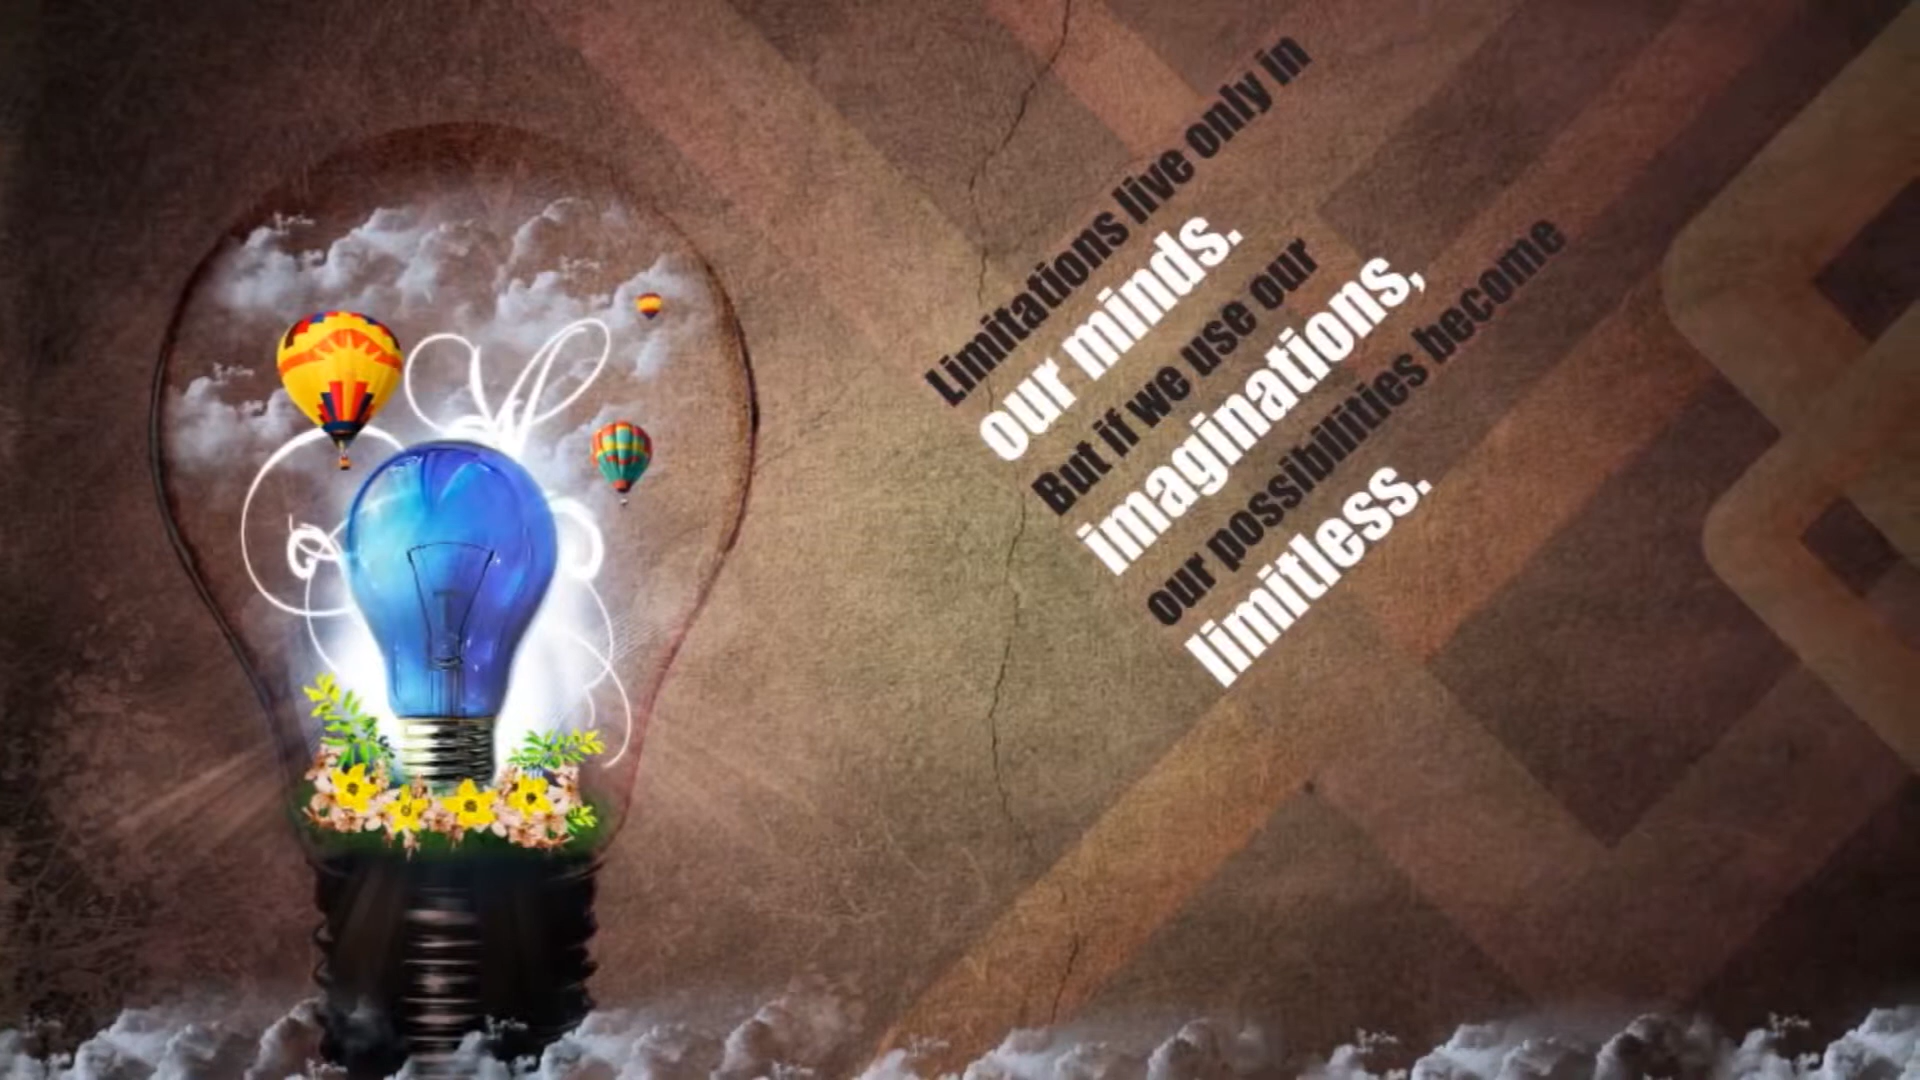 Limitations live only in
our minds.
But if we use our
imaginations,
our possibilities become
limitless.